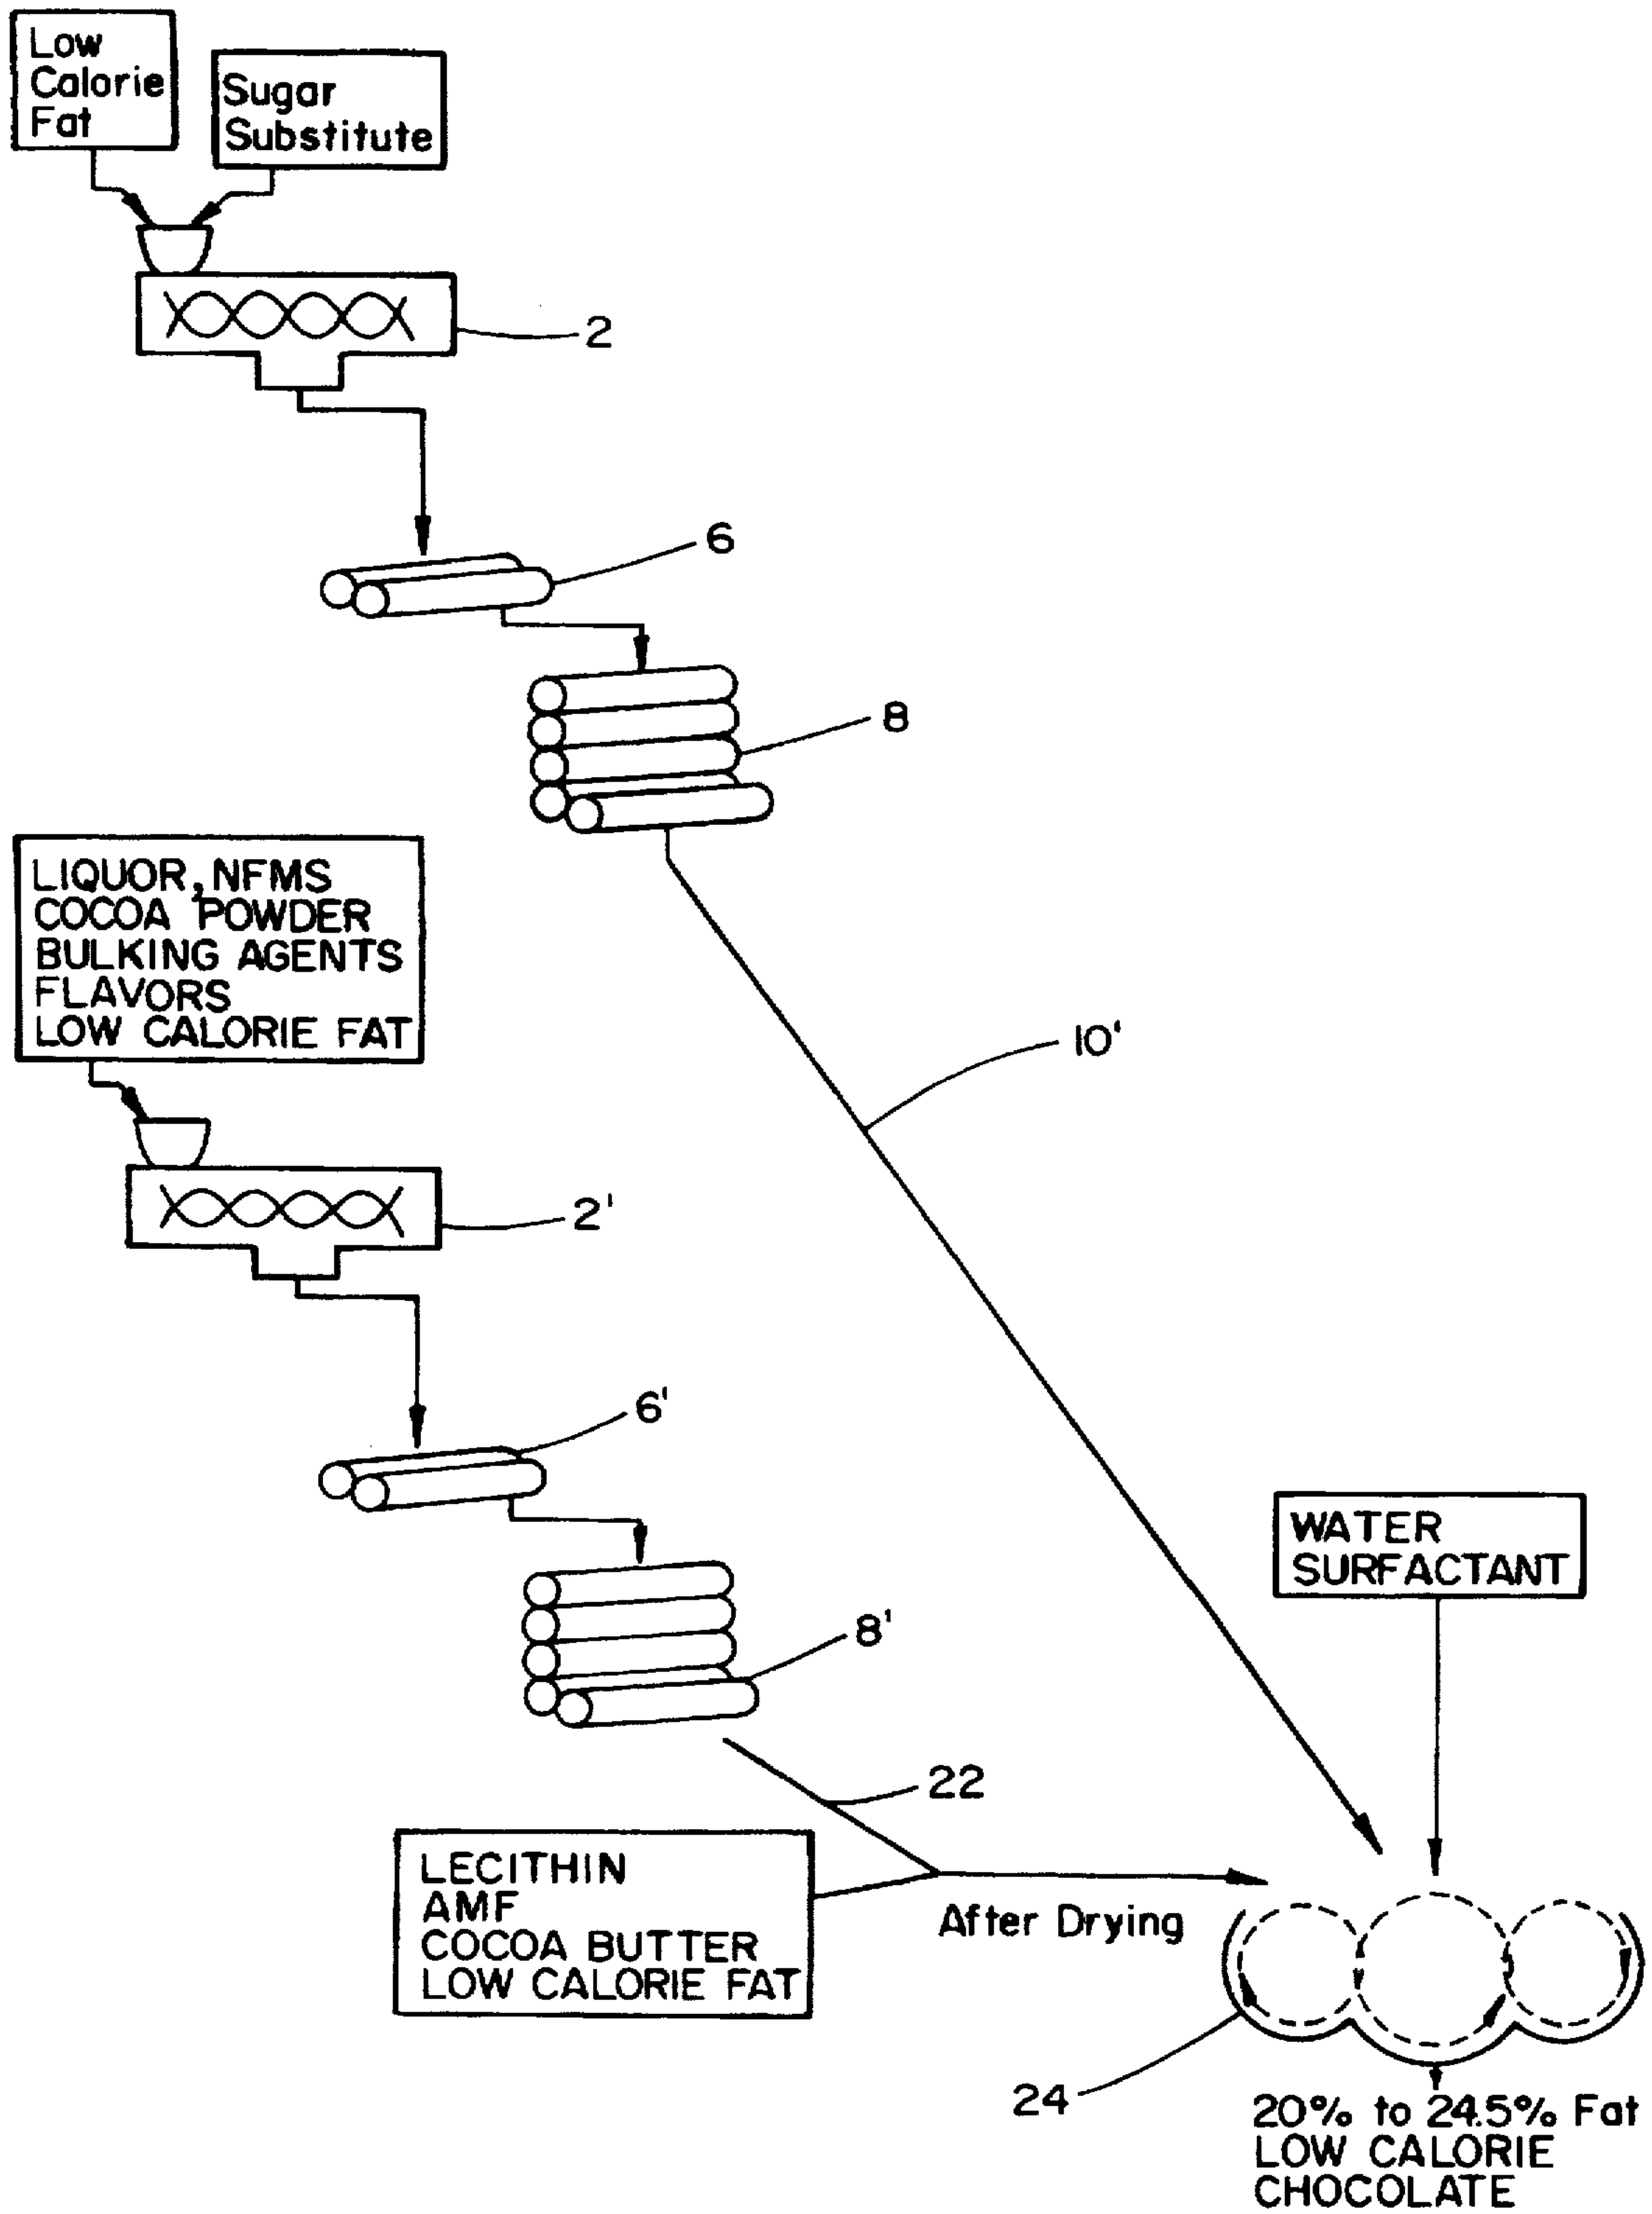 Low
Calorie
Fat
Sugar
Substitute
2
6
8
LIQUOR, NFMS
COCOA POWDER
BULKING AGENTS
FLAVORS
LOW CALORIE FAT
10'
2'
6'
WATER
SURFACTANT
8'
22
LECITHIN
AMF
COCOA BUTTER
LOW CALORIE FAT
After Drying
24
20% to 24.5% Fat
LOW CALORIE
CHOCOLATE